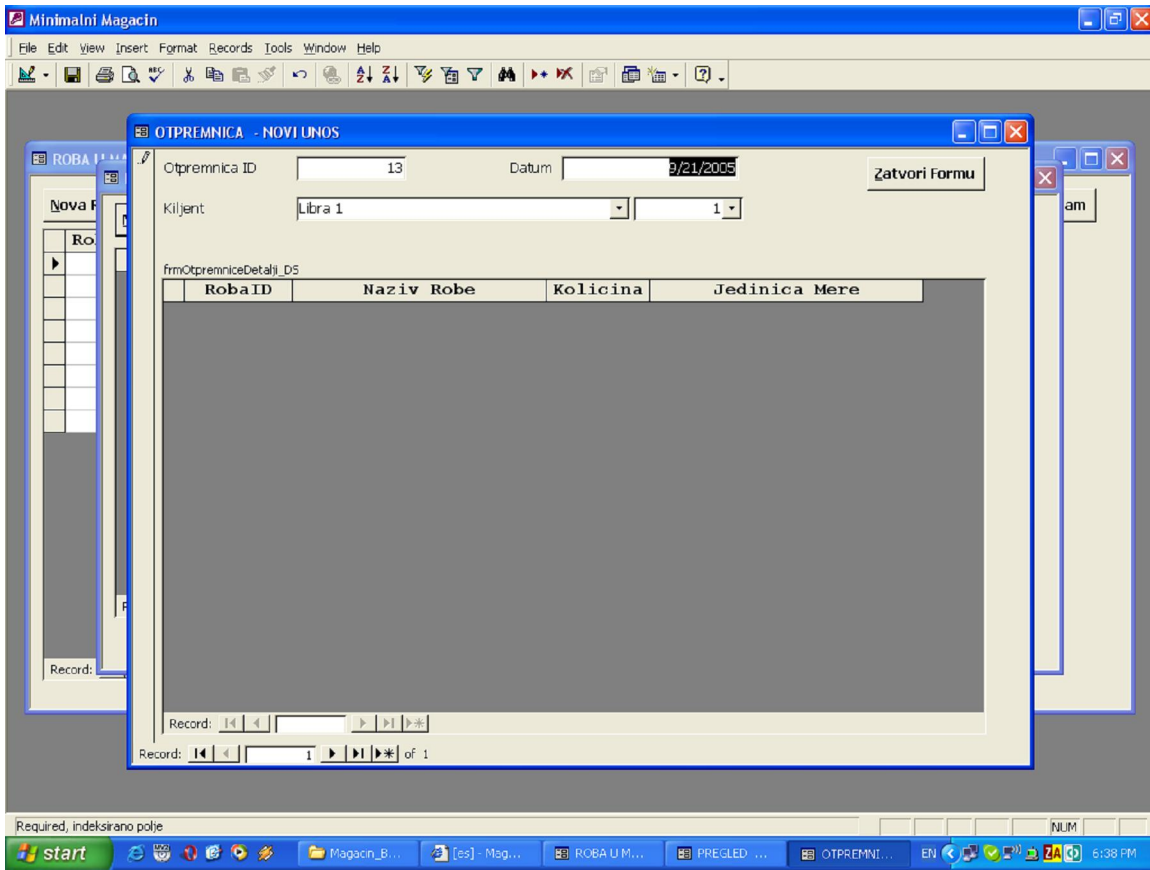 Minimalni Magacin
File Edit View Insert Format Records Tools Window Help
OTPREMNICA - NOVI UNOS
ROBA U MA
Otpremnica ID 13 Datum 9/21/2005 Zatvori Formu
Nova R am
Kiljent Libra 1 1
Ro
frmOtpremniceDetalji_DS
RobaID Naziv Robe Kolicina Jedinica Mere
Record:
Record:
Record: 1 of 1
Required, indeksirano polje NUM
start Magacin_B... [es] - Mag... ROBA U M... PREGLED ... OTPREMNI... EN ZA 6:38 PM